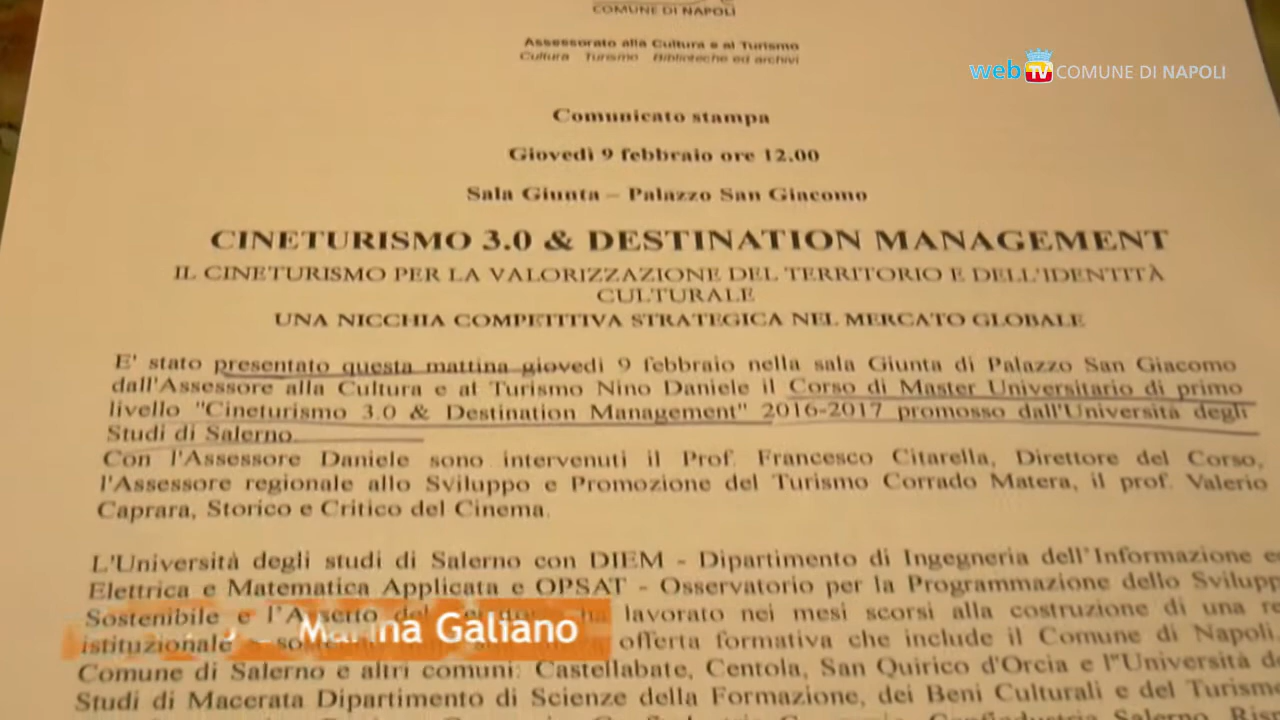 COMUNE DI NAPOLI
Assessorato alla Cultura e al Turismo
Cultura Turismo Biblioteche ed archivi
web TV COMUNE DI NAPOLI
Comunicato stampa
Giovedì 9 febbraio ore 12.00
Sala Giunta – Palazzo San Giacomo
CINETURISMO 3.0 & DESTINATION MANAGEMENT
IL CINETURISMO PER LA VALORIZZAZIONE DEL TERRITORIO E DELL'IDENTITÀ
CULTURALE
UNA NICCHIA COMPETITIVA STRATEGICA NEL MERCATO GLOBALE
E' stato presentato questa mattina giovedì 9 febbraio nella sala Giunta di Palazzo San Giacomo
dall'Assessore alla Cultura e al Turismo Nino Daniele il Corso di Master Universitario di primo
livello "Cineturismo 3.0 & Destination Management" 2016-2017 promosso dall'Università degli
Studi di Salerno.
Con l'Assessore Daniele sono intervenuti il Prof. Francesco Citarella, Direttore del Corso,
l'Assessore regionale allo Sviluppo e Promozione del Turismo Corrado Matera, il prof. Valerio
Caprara, Storico e Critico del Cinema.
L'Università degli studi di Salerno con DIEM - Dipartimento di Ingegneria dell'Informazione e
Elettrica e Matematica Applicata e OPSAT - Osservatorio per la Programmazione dello Svilupp
Sostenibile e l'Assetto del ha lavorato nei mesi scorsi alla costruzione di una re
istituzionale a offerta formativa che include il Comune di Napoli,
Marina Galiano
Comune di Salerno e altri comuni: Castellabate, Centola, San Quirico d'Orcia e l'Università de
Studi di Macerata Dipartimento di Scienze della Formazione, dei Beni Culturali e del Turismo